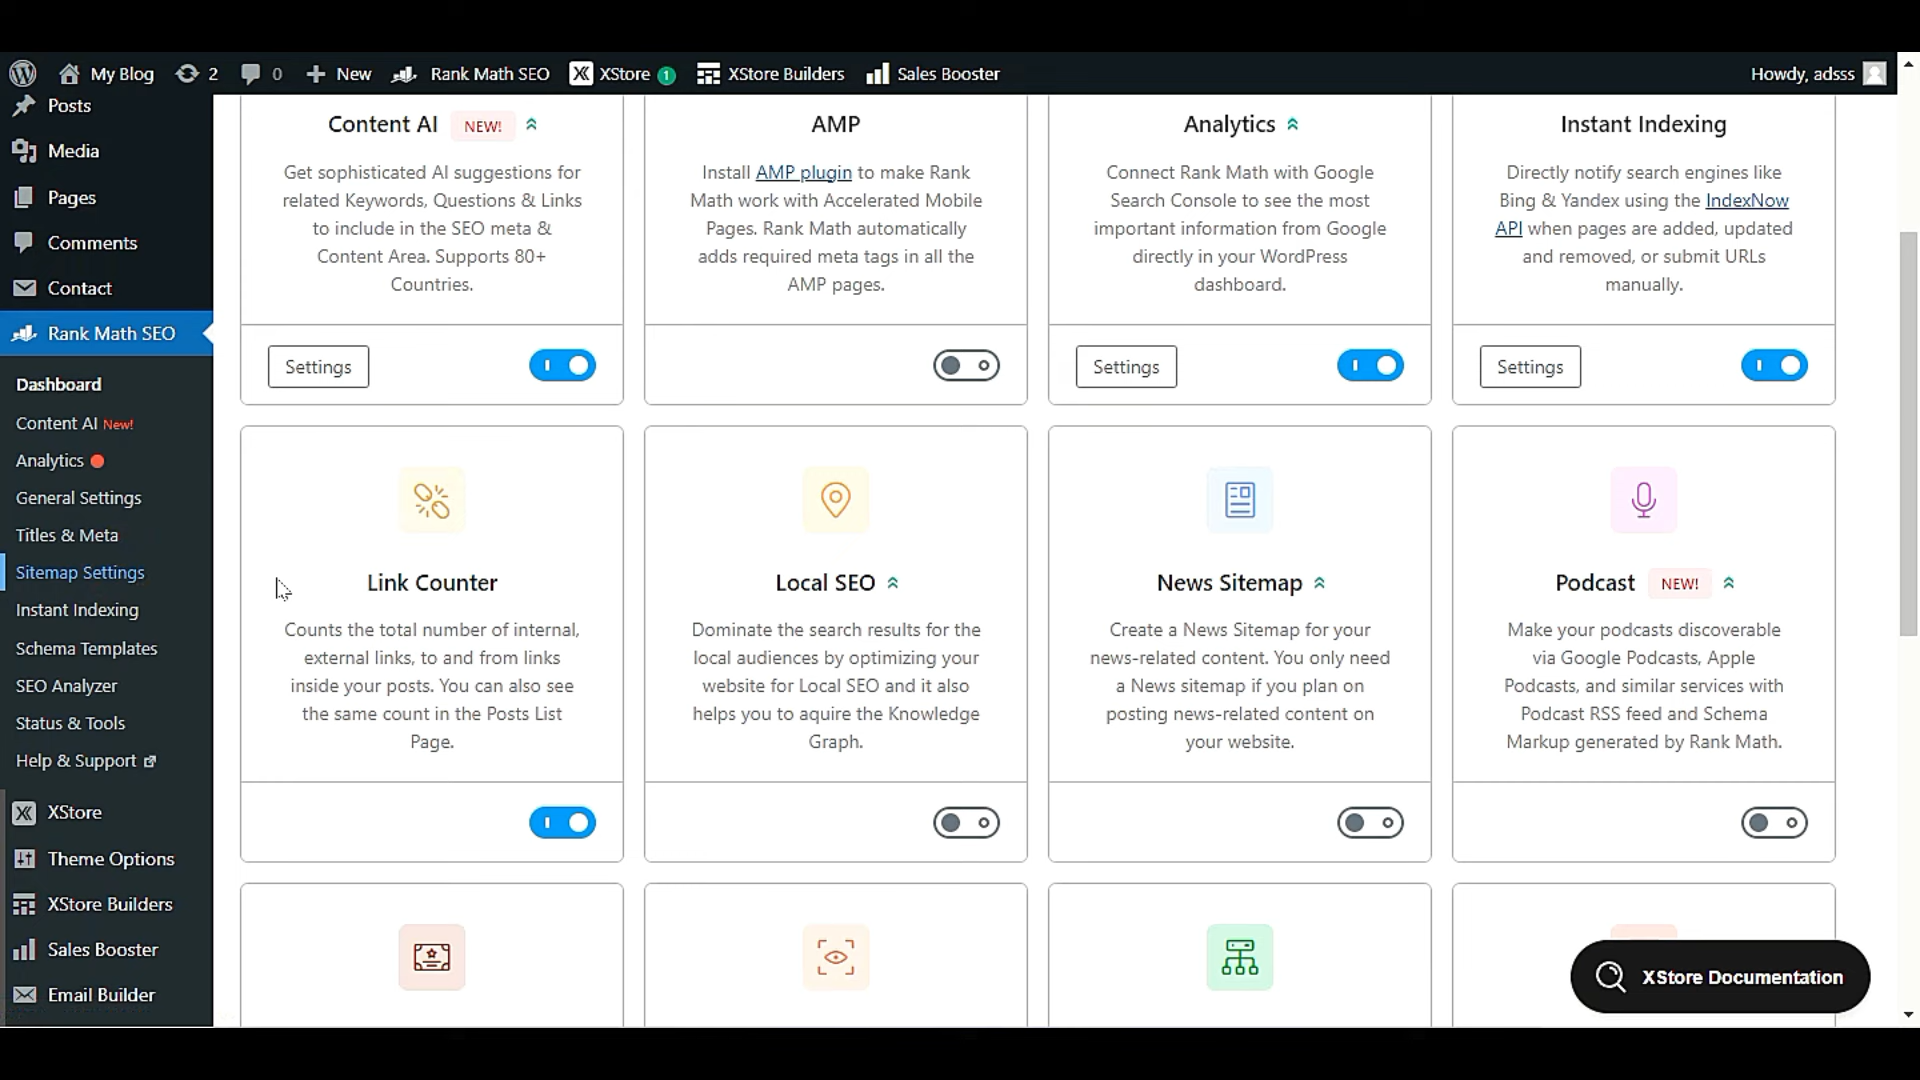 My Blog 2 0 New Rank Math SEO XStore 1 XStore Builders Sales Booster Howdy, adsss
Posts
Media
Pages
Comments
Contact
Rank Math SEO
Dashboard
Content AI New!
Analytics
General Settings
Titles & Meta
Sitemap Settings
Instant Indexing
Schema Templates
SEO Analyzer
Status & Tools
Help & Support
XStore
Theme Options
XStore Builders
Sales Booster
Email Builder
Content AI NEW!
Get sophisticated AI suggestions for
related Keywords, Questions & Links
to include in the SEO meta &
Content Area. Supports 80+
Countries.
Settings
AMP
Install AMP plugin to make Rank
Math work with Accelerated Mobile
Pages. Rank Math automatically
adds required meta tags in all the
AMP pages.
Analytics
Connect Rank Math with Google
Search Console to see the most
important information from Google
directly in your WordPress
dashboard.
Settings
Instant Indexing
Directly notify search engines like
Bing & Yandex using the IndexNow
API when pages are added, updated
and removed, or submit URLs
manually.
Settings
Link Counter
Counts the total number of internal,
external links, to and from links
inside your posts. You can also see
the same count in the Posts List
Page.
Local SEO
Dominate the search results for the
local audiences by optimizing your
website for Local SEO and it also
helps you to aquire the Knowledge
Graph.
News Sitemap
Create a News Sitemap for your
news-related content. You only need
a News sitemap if you plan on
posting news-related content on
your website.
Podcast NEW!
Make your podcasts discoverable
via Google Podcasts, Apple
Podcasts, and similar services with
Podcast RSS feed and Schema
Markup generated by Rank Math.
XStore Documentation